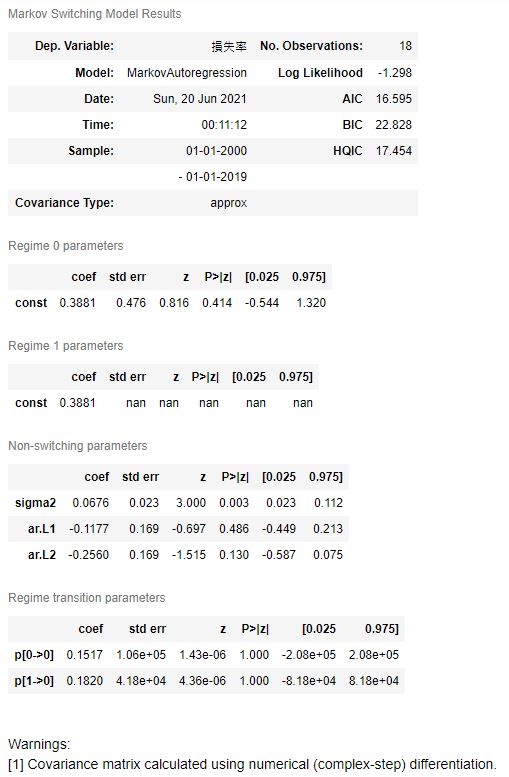 Markov Switching Model Results
Dep. Variable: 損失率 No. Observations: 18
Model: MarkovAutoregression Log Likelihood -1.298
Date: Sun, 20 Jun 2021 AIC 16.595
Time: 00:11:12 BIC 22.828
Sample: 01-01-2000 HQIC 17.454
- 01-01-2019
Covariance Type: approx
Regime 0 parameters
coef std err z P>|z| [0.025 0.975]
const 0.3881 0.476 0.816 0.414 -0.544 1.320
Regime 1 parameters
coef std err z P>|z| [0.025 0.975]
const 0.3881 nan nan nan nan nan
Non-switching parameters
coef std err z P>|z| [0.025 0.975]
sigma2 0.0676 0.023 3.000 0.003 0.023 0.112
ar.L1 -0.1177 0.169 -0.697 0.486 -0.449 0.213
ar.L2 -0.2560 0.169 -1.515 0.130 -0.587 0.075
Regime transition parameters
coef std err z P>|z| [0.025 0.975]
p[0->0] 0.1517 1.06e+05 1.43e-06 1.000 -2.08e+05 2.08e+05
p[1->0] 0.1820 4.18e+04 4.36e-06 1.000 -8.18e+04 8.18e+04
Warnings:
[1] Covariance matrix calculated using numerical (complex-step) differentiation.